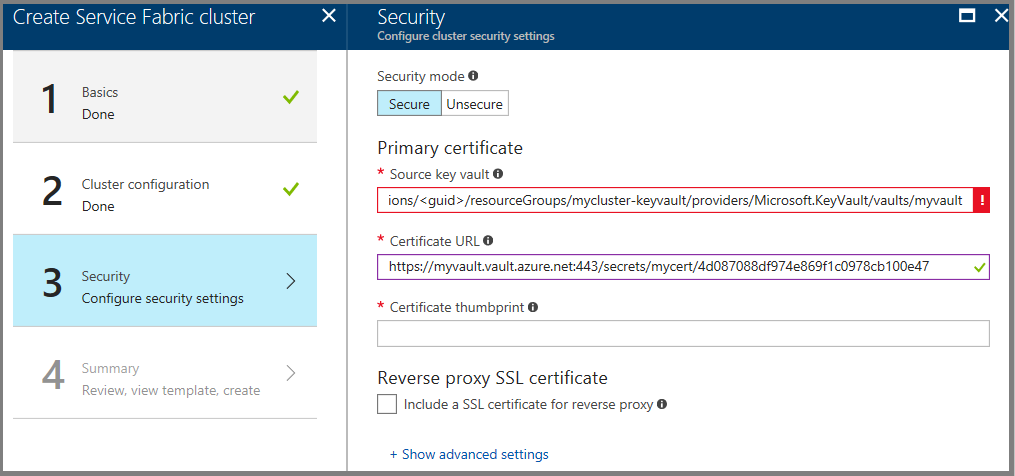 Create Service Fabric cluster
Security
Configure cluster security settings
1
Basics
Done
2
Cluster configuration
Done
3
Security
Configure security settings
4
Summary
Review, view template, create
Security mode
Secure
Unsecure
Primary certificate
* Source key vault
ions/<guid>/resourceGroups/mycluster-keyvault/providers/Microsoft.KeyVault/vaults/myvault
* Certificate URL
https://myvault.vault.azure.net:443/secrets/mycert/4d087088df974e869f1c0978cb100e47
* Certificate thumbprint
Reverse proxy SSL certificate
Include a SSL certificate for reverse proxy
+ Show advanced settings